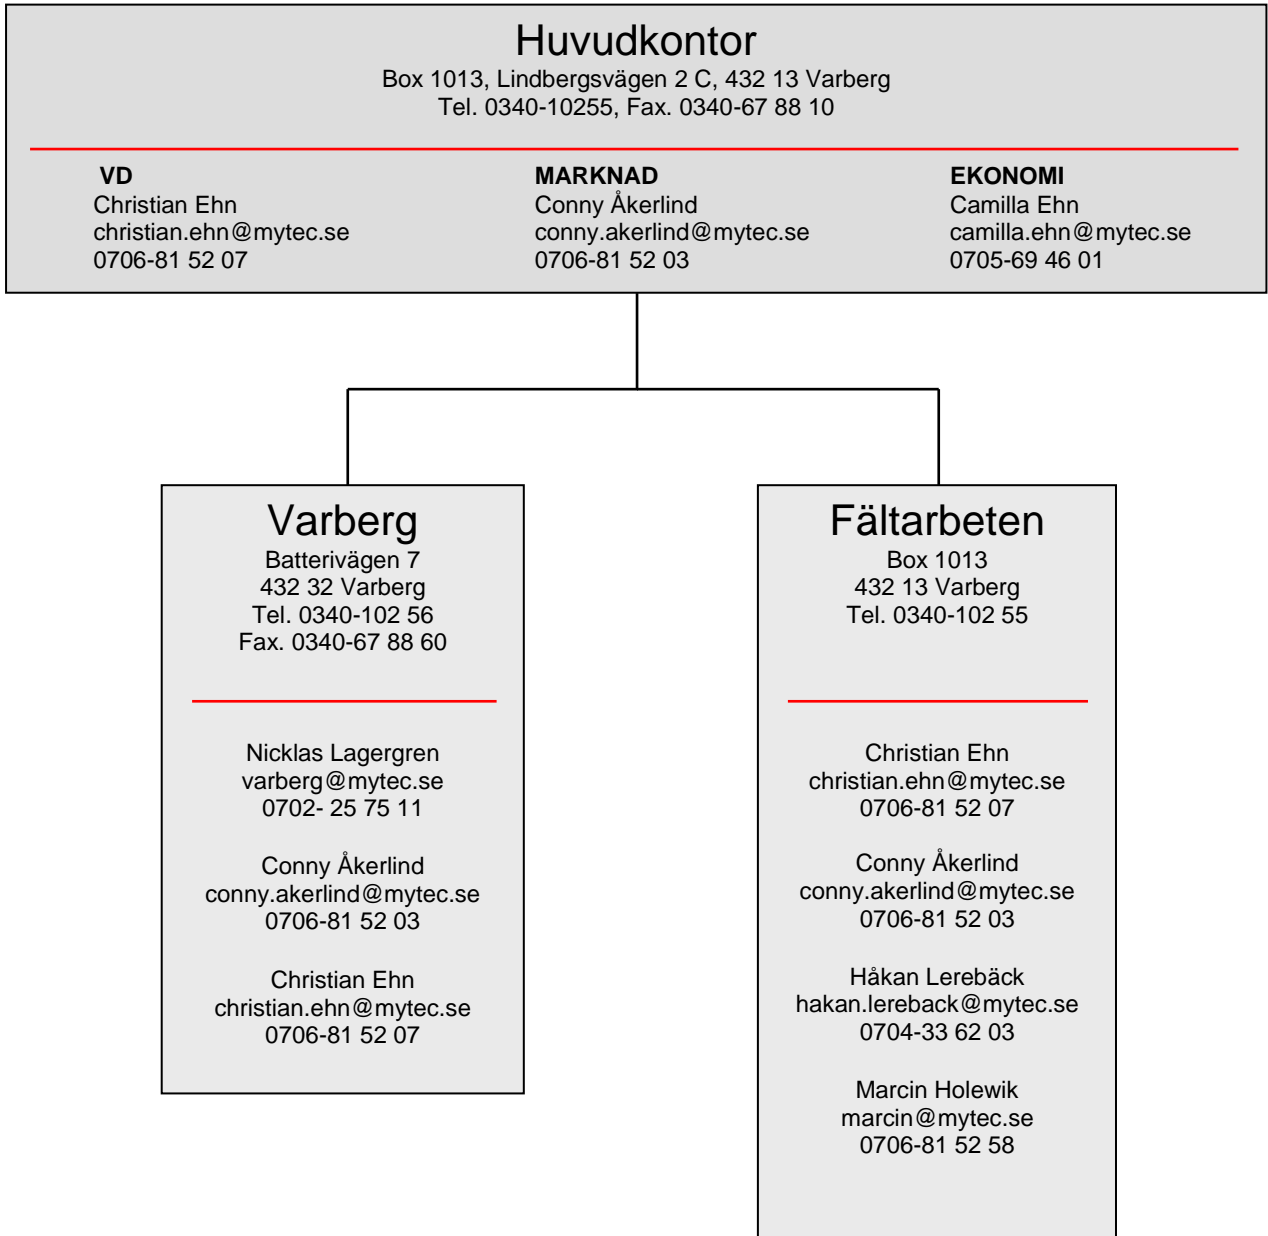 Huvudkontor
Box 1013, Lindbergsvägen 2 C, 432 13 Varberg
Tel. 0340-10255, Fax. 0340-67 88 10
VD
Christian Ehn
christian.ehn@mytec.se
0706-81 52 07
MARKNAD
Conny Åkerlind
conny.akerlind@mytec.se
0706-81 52 03
EKONOMI
Camilla Ehn
camilla.ehn@mytec.se
0705-69 46 01
Varberg
Batterivägen 7
432 32 Varberg
Tel. 0340-102 56
Fax. 0340-67 88 60
Nicklas Lagergren
varberg@mytec.se
0702- 25 75 11
Conny Åkerlind
conny.akerlind@mytec.se
0706-81 52 03
Christian Ehn
christian.ehn@mytec.se
0706-81 52 07
Fältarbeten
Box 1013
432 13 Varberg
Tel. 0340-102 55
Christian Ehn
christian.ehn@mytec.se
0706-81 52 07
Conny Åkerlind
conny.akerlind@mytec.se
0706-81 52 03
Håkan Lerebäck
hakan.lereback@mytec.se
0704-33 62 03
Marcin Holewik
marcin@mytec.se
0706-81 52 58